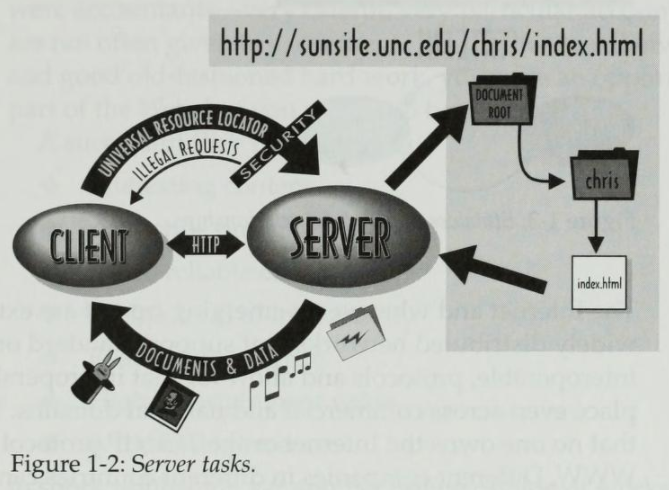 http://sunsite.unc.edu/chris/index.html
DOCUMENT
ROOT
UNIVERSAL RESOURCE LOCATOR
SECURITY
ILLEGAL REQUESTS
chris
CLIENT
HTTP
SERVER
index.html
DOCUMENTS & DATA
Figure 1-2: Server tasks.